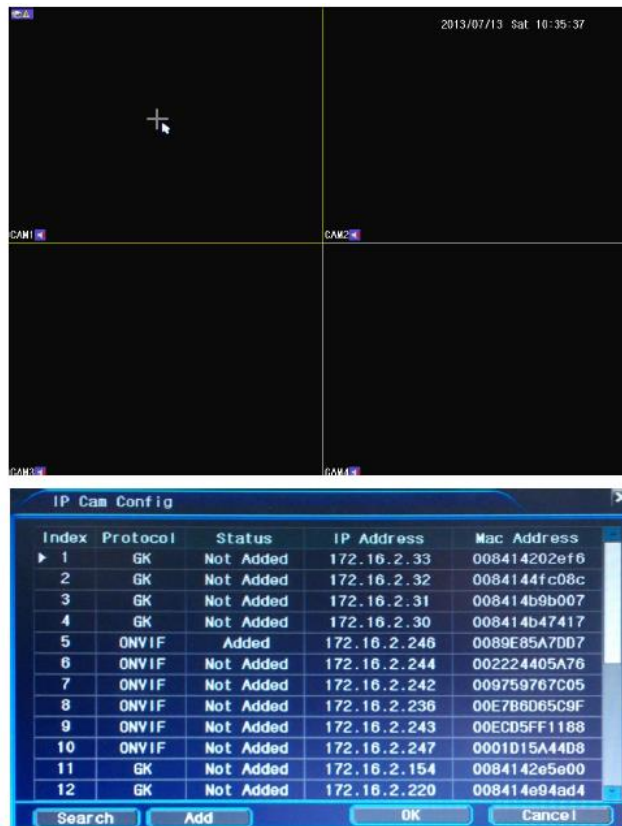 2013/07/13 Sat 10:35:37
CAM1 CAM2
CAM3 CAM4
IP Cam Config
Index Protocol Status IP Address Mac Address
1 GK Not Added 172.16.2.33 008414202ef6
2 GK Not Added 172.16.2.32 0084144fc08c
3 GK Not Added 172.16.2.31 008414b9b007
4 GK Not Added 172.16.2.30 008414b47417
5 ONVIF Added 172.16.2.246 0089E85A7DD7
6 ONVIF Not Added 172.16.2.244 002224405A76
7 ONVIF Not Added 172.16.2.242 009759767C05
8 ONVIF Not Added 172.16.2.236 00E7B6D65C9F
9 ONVIF Not Added 172.16.2.243 00ECD5FF1188
10 ONVIF Not Added 172.16.2.247 0001D15A44D8
11 GK Not Added 172.16.2.154 0084142e5e00
12 GK Not Added 172.16.2.220 008414e94ad4
Search Add OK Cancel